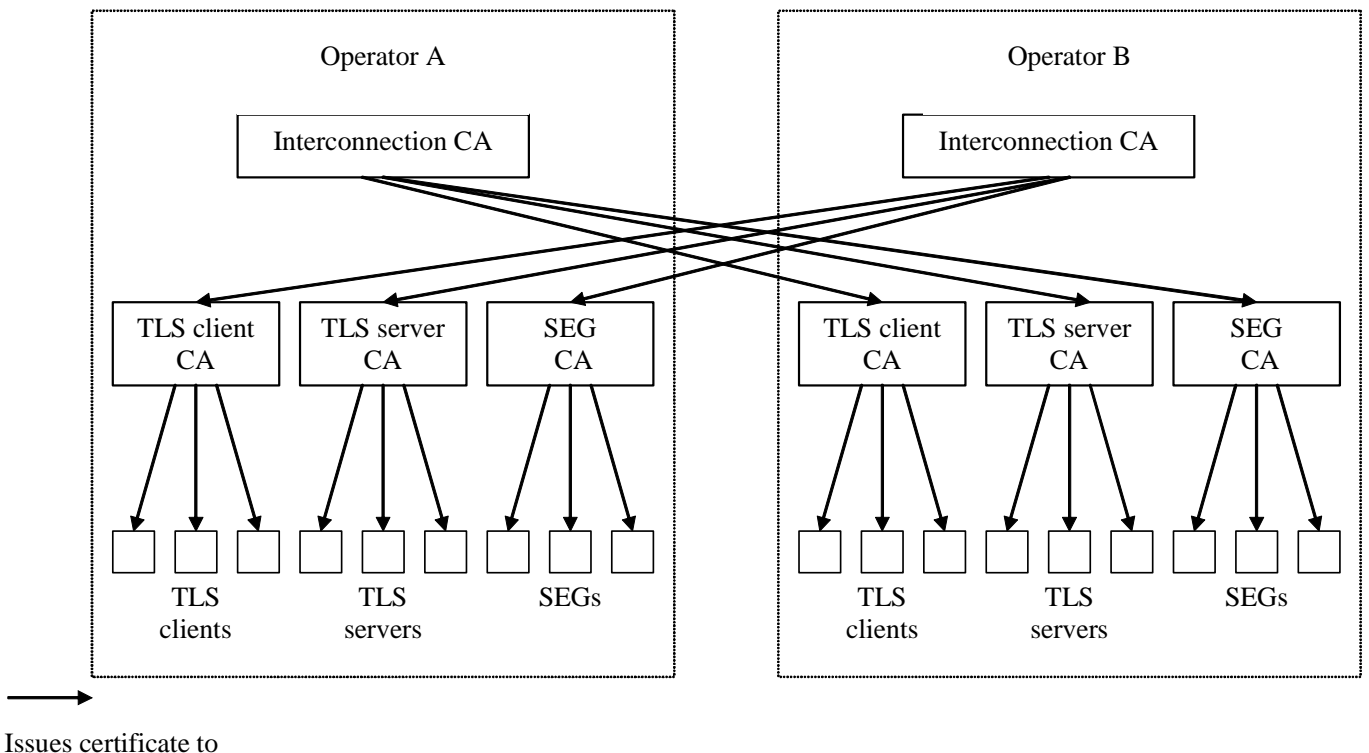 Operator A
Operator B
Interconnection CA
Interconnection CA
TLS client
CA
TLS server
CA
SEG
CA
TLS client
CA
TLS server
CA
SEG
CA
TLS
clients
TLS
servers
SEGs
TLS
clients
TLS
servers
SEGs
Issues certificate to